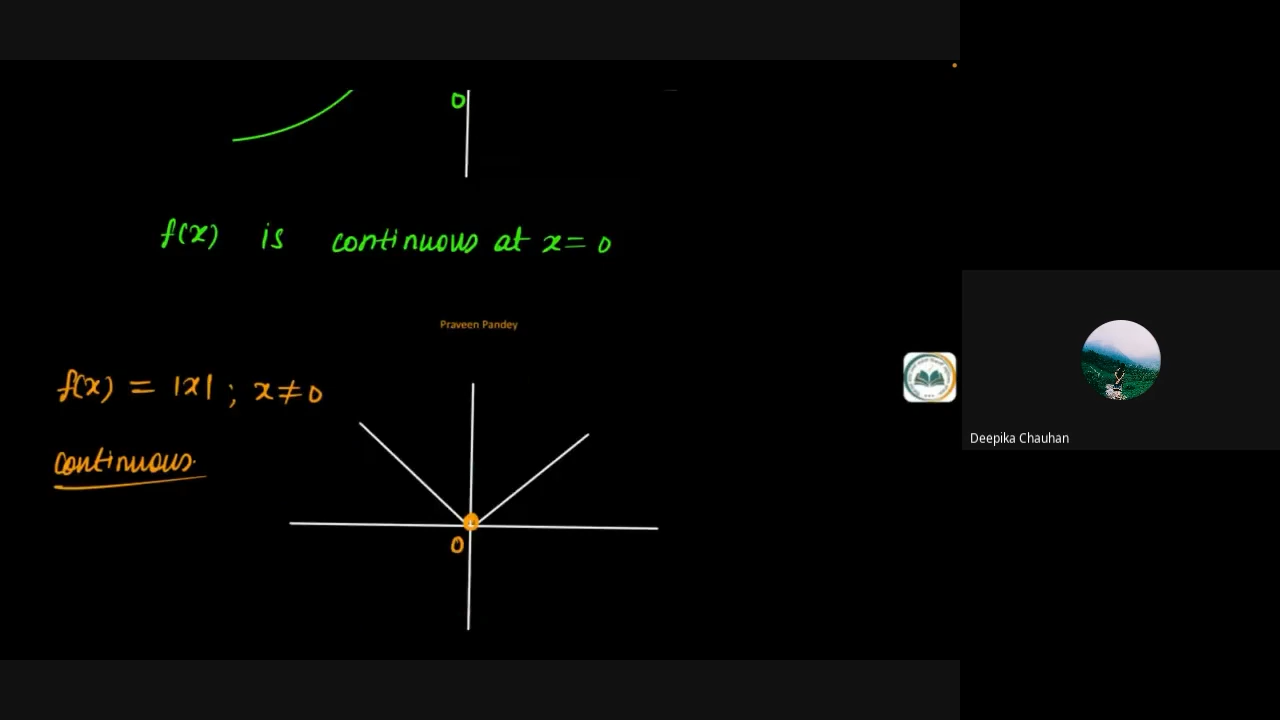 0
f(x) is continuous at x = 0
Praveen Pandey
f(x) = |x| ; x ≠ 0
continuous.
0
Deepika Chauhan